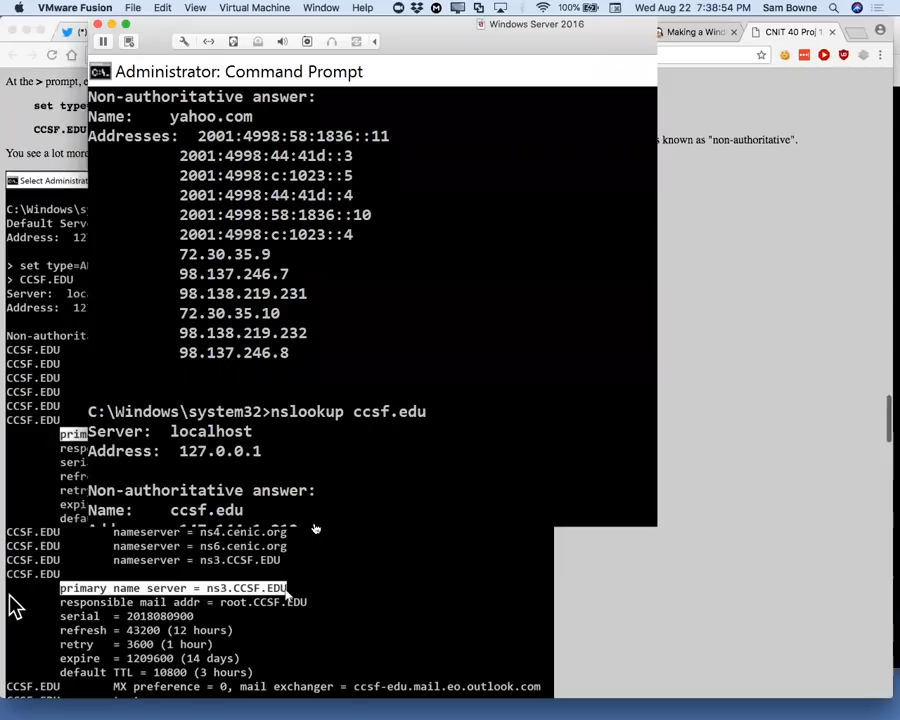 VMware Fusion File Edit View Virtual Machine Window Help 100% Wed Aug 22 7:38:54 PM Sam Bowne
Windows Server 2016
Making a Wind
CNIT 40 Proj 1
At the > prompt, e
set type=
CCSF.EDU
You see a lot more
s known as "non-authoritative".
Select Administrat
C:\Windows\s
Default Serv
Address: 12
> set type=A
> CCSF.EDU
Server: loc
Address: 12
Non-authorit
CCSF.EDU
CCSF.EDU
CCSF.EDU
CCSF.EDU
CCSF.EDU
CCSF.EDU
prim
resp
seri
refr
retr
expi
defa
Administrator: Command Prompt
Non-authoritative answer:
Name: yahoo.com
Addresses: 2001:4998:58:1836::11
2001:4998:44:41d::3
2001:4998:c:1023::5
2001:4998:44:41d::4
2001:4998:58:1836::10
2001:4998:c:1023::4
72.30.35.9
98.137.246.7
98.138.219.231
72.30.35.10
98.138.219.232
98.137.246.8
C:\Windows\system32>nslookup ccsf.edu
Server: localhost
Address: 127.0.0.1
Non-authoritative answer:
Name: ccsf.edu
CCSF.EDU nameserver = ns4.cenic.org
CCSF.EDU nameserver = ns6.cenic.org
CCSF.EDU nameserver = ns3.CCSF.EDU
CCSF.EDU
primary name server = ns3.CCSF.EDU
responsible mail addr = root.CCSF.EDU
serial = 2018080900
refresh = 43200 (12 hours)
retry = 3600 (1 hour)
expire = 1209600 (14 days)
default TTL = 10800 (3 hours)
CCSF.EDU MX preference = 0, mail exchanger = ccsf-edu.mail.eo.outlook.com